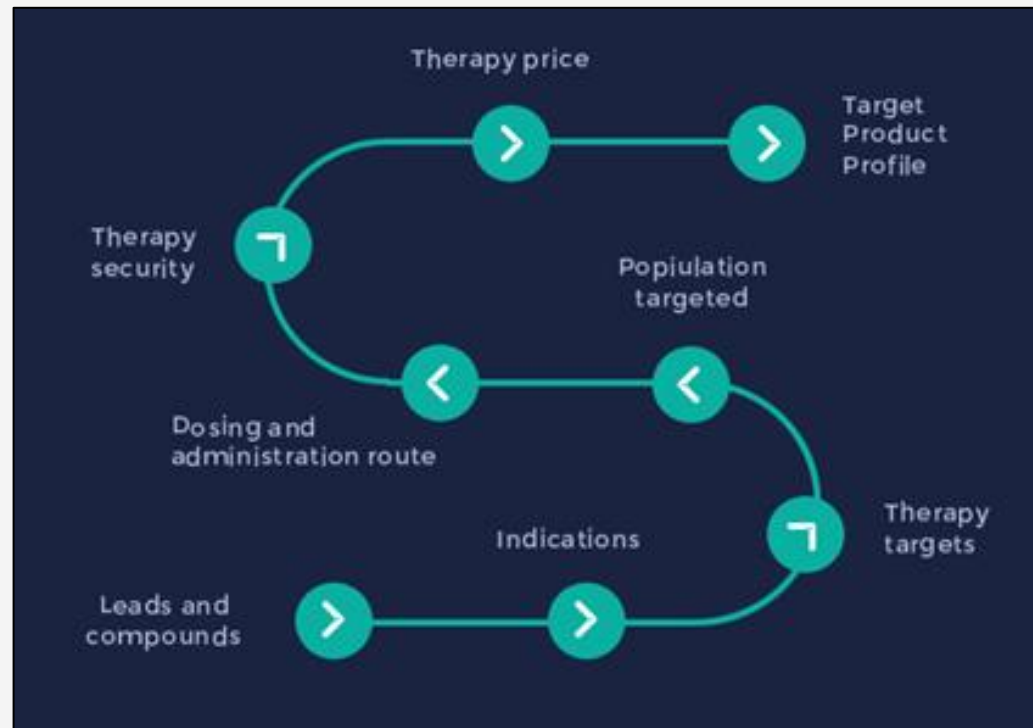 Therapy price
Target
Product
Profile
Therapy
security
Popiulation
targeted
Dosing and
administration route
Therapy
targets
Indications
Leads and
compounds